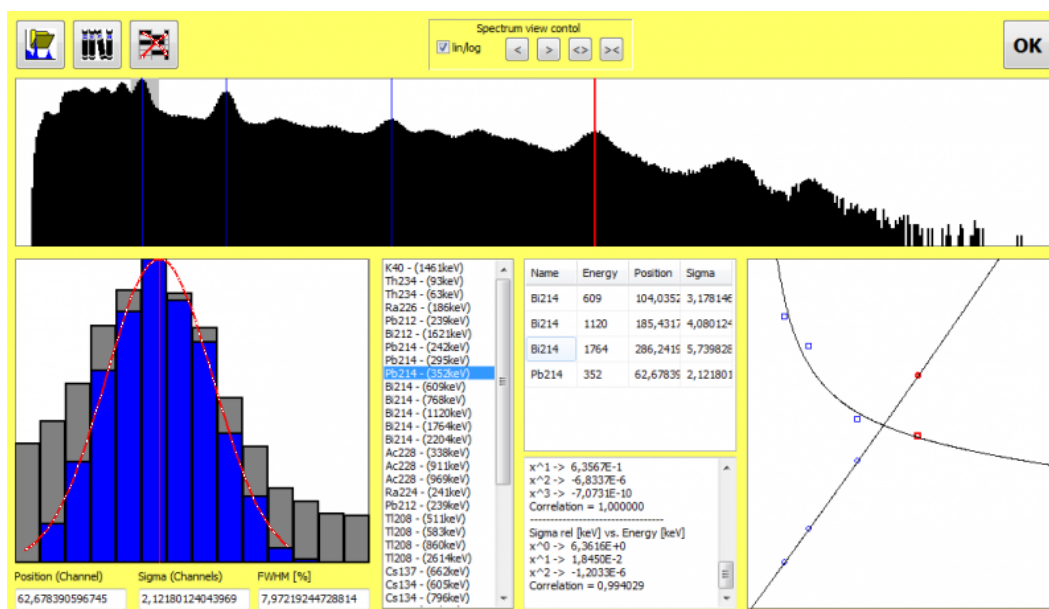 Spectrum view contol
lin/log
<
>
<>
><
OK
K40 - (1461keV)
Th234 - (93keV)
Th234 - (63keV)
Ra226 - (186keV)
Pb212 - (239keV)
Bi212 - (1621keV)
Pb214 - (242keV)
Pb214 - (295keV)
Pb214 - (352keV)
Bi214 - (609keV)
Bi214 - (768keV)
Bi214 - (1120keV)
Bi214 - (1764keV)
Bi214 - (2204keV)
Ac228 - (338keV)
Ac228 - (911keV)
Ac228 - (969keV)
Ra224 - (241keV)
Pb212 - (239keV)
Tl208 - (511keV)
Tl208 - (583keV)
Tl208 - (860keV)
Tl208 - (2614keV)
Cs137 - (662keV)
Cs134 - (605keV)
Cs134 - (796keV)
Name Energy Position Sigma
Bi214 609 104,0352 3,178146
Bi214 1120 185,4317 4,080124
Bi214 1764 286,2419 5,739828
Pb214 352 62,67839 2,121801
x^1 -> 6,3567E-1
x^2 -> -6,8337E-6
x^3 -> -7,0731E-10
Correlation = 1,000000
---------------------------------
Sigma rel [keV] vs. Energy [keV]
x^0 -> 6,3616E+0
x^1 -> 1,8450E-2
x^2 -> -1,2033E-6
Correlation = 0,994029
Position (Channel) Sigma (Channels) FWHM [%]
62,678390596745 2,12180124043969 7,97219244728814